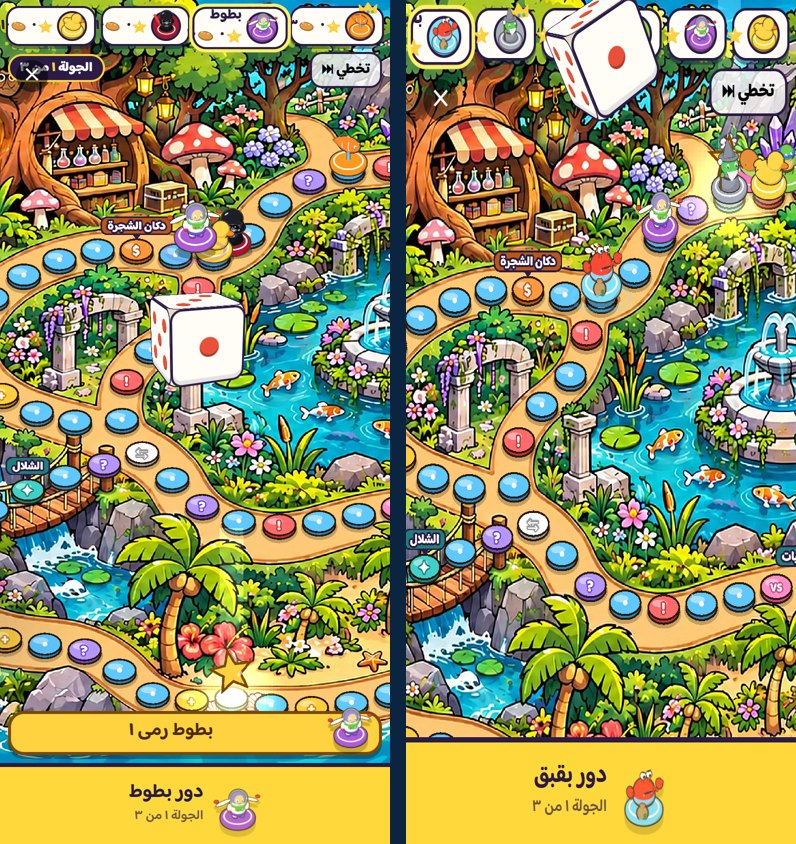 بطوط
الجولة ١ من ٣
تخطي
دكان الشجرة
$
?
!
!
?
الشلال
?
!
?
بطوط رمى ١
دور بطوط
الجولة ١ من ٣
تخطي
?
دكان الشجرة
$
!
!
?
الشلال
?
!
VS
دور بقبق
الجولة ١ من ٣